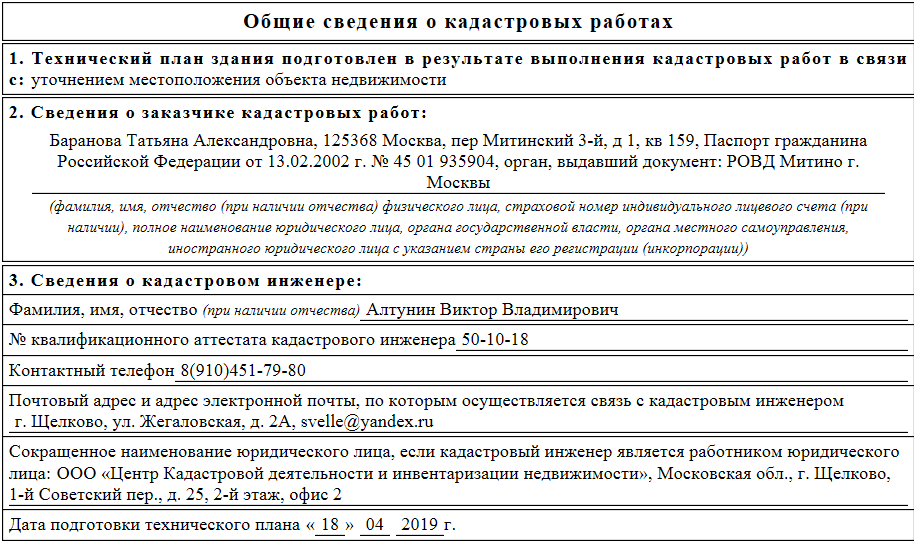 Общие сведения о кадастровых работах
1. Технический план здания подготовлен в результате выполнения кадастровых работ в связи
с: уточнением местоположения объекта недвижимости
2. Сведения о заказчике кадастровых работ:
Баранова Татьяна Александровна, 125368 Москва, пер Митинский 3-й, д 1, кв 159, Паспорт гражданина
Российской Федерации от 13.02.2002 г. № 45 01 935904, орган, выдавший документ: РОВД Митино г.
Москвы
(фамилия, имя, отчество (при наличии отчества) физического лица, страховой номер индивидуального лицевого счета (при
наличии), полное наименование юридического лица, органа государственной власти, органа местного самоуправления,
иностранного юридического лица с указанием страны его регистрации (инкорпорации))
3. Сведения о кадастровом инженере:
Фамилия, имя, отчество (при наличии отчества) Алтунин Виктор Владимирович
№ квалификационного аттестата кадастрового инженера 50-10-18
Контактный телефон 8(910)451-79-80
Почтовый адрес и адрес электронной почты, по которым осуществляется связь с кадастровым инженером
г. Щелково, ул. Жегаловская, д. 2А, svelle@yandex.ru
Сокращенное наименование юридического лица, если кадастровый инженер является работником юридического
лица: ООО «Центр Кадастровой деятельности и инвентаризации недвижимости», Московская обл., г. Щелково,
1-й Советский пер., д. 25, 2-й этаж, офис 2
Дата подготовки технического плана « 18 » 04 2019 г.